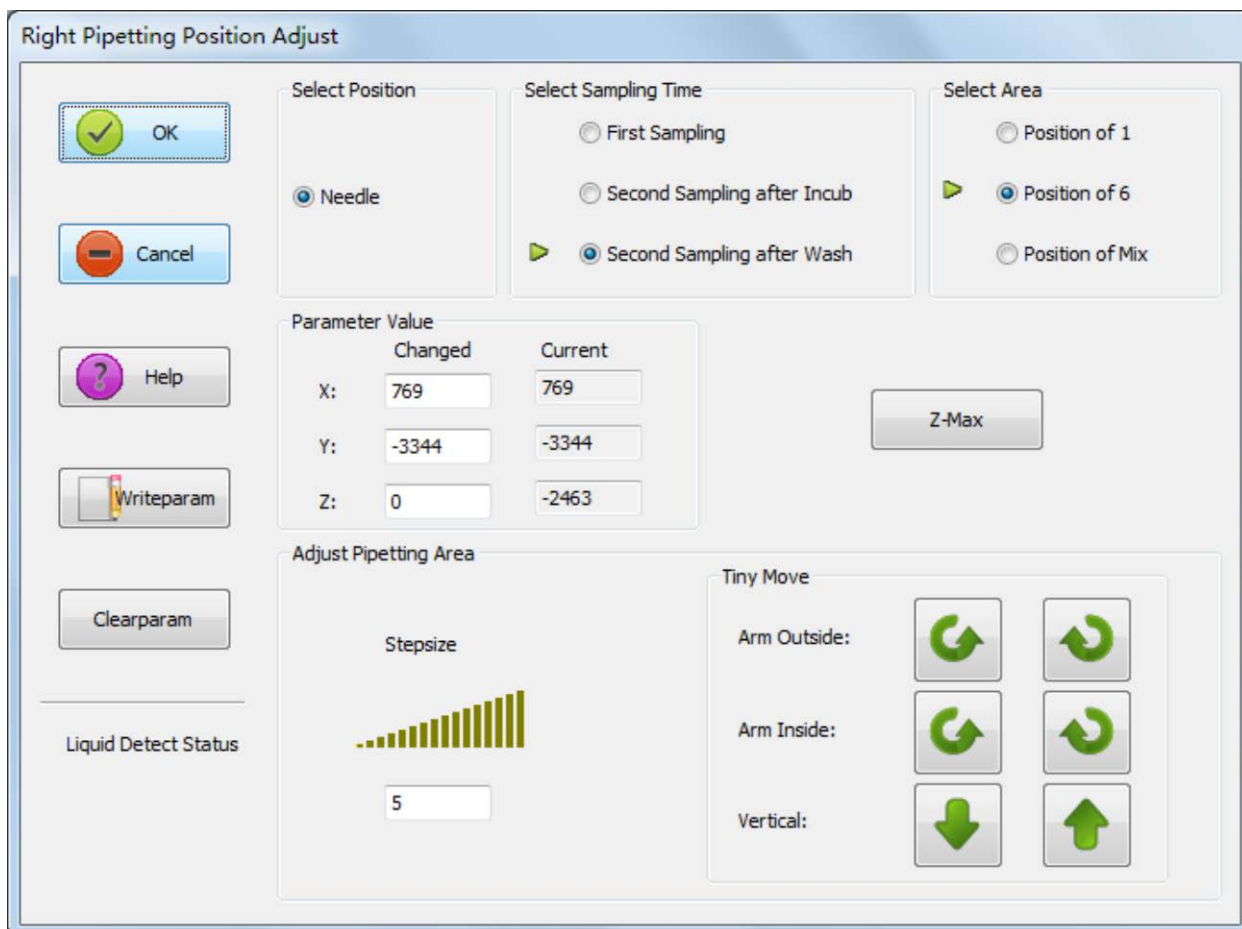 Right Pipetting Position Adjust
OK
Cancel
Help
Writeparam
Clearparam
Liquid Detect Status
Select Position
Needle
Select Sampling Time
First Sampling
Second Sampling after Incub
Second Sampling after Wash
Select Area
Position of 1
Position of 6
Position of Mix
Parameter Value
Changed Current
X: 769 769
Y: -3344 -3344
Z: 0 -2463
Z-Max
Adjust Pipetting Area
Stepsize
5
Tiny Move
Arm Outside:
Arm Inside:
Vertical: